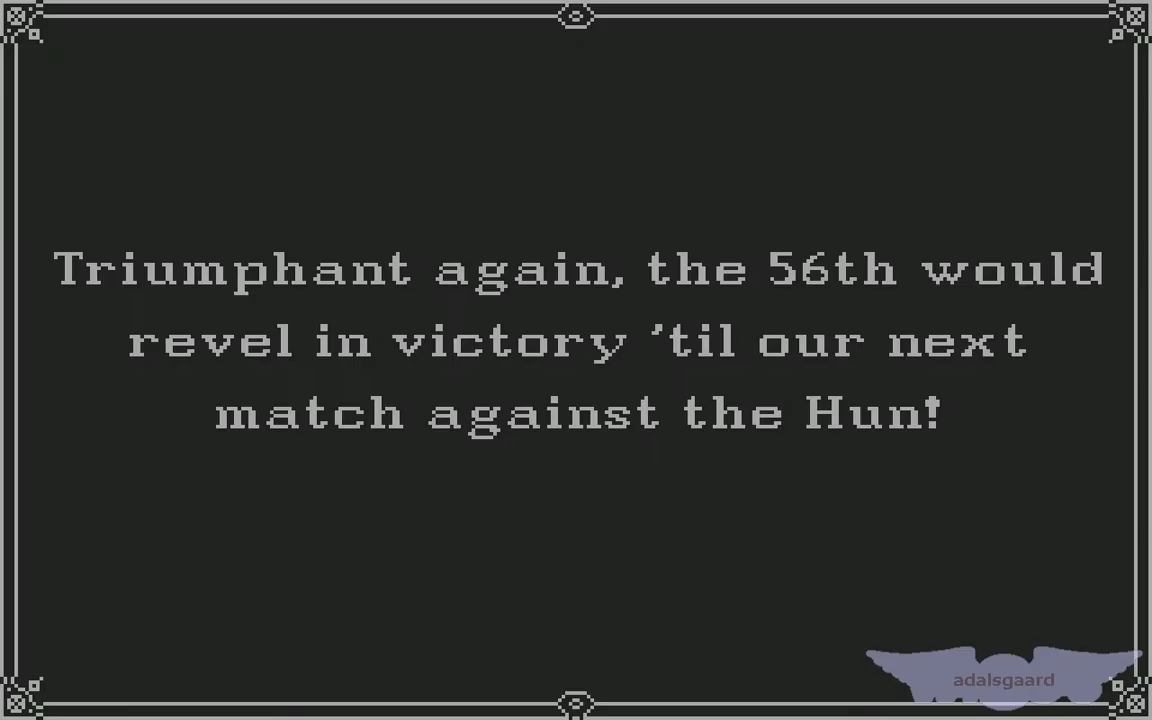 Triumphant again, the 56th would
revel in victory 'til our next
match against the Hun!
adalsgaard